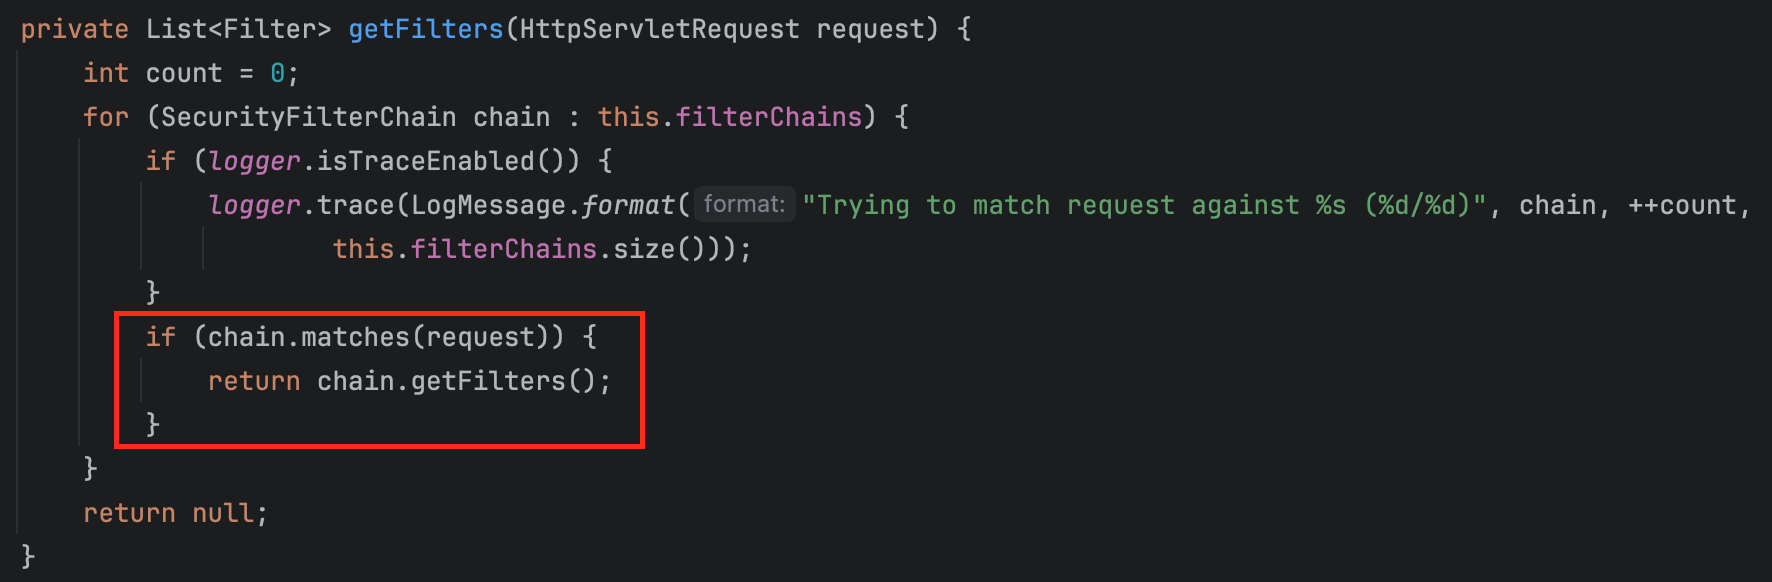 private List<Filter> getFilters(HttpServletRequest request) {
int count = 0;
for (SecurityFilterChain chain : this.filterChains) {
if (logger.isTraceEnabled()) {
logger.trace(LogMessage.format( format: "Trying to match request against %s (%d/%d)", chain, ++count,
this.filterChains.size()));
}
if (chain.matches(request)) {
return chain.getFilters();
}
}
return null;
}